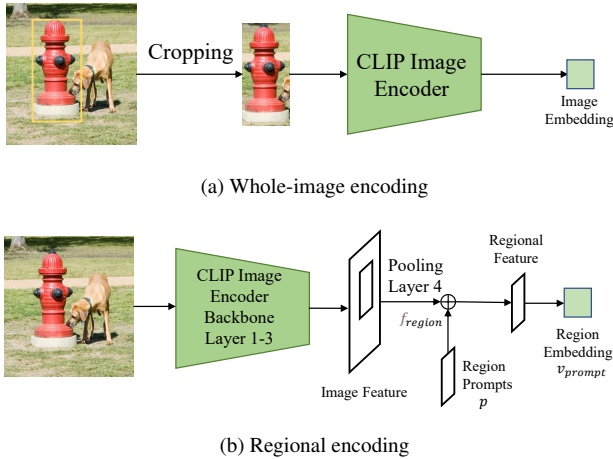 Cropping
CLIP Image
Encoder
Image
Embedding
(a) Whole-image encoding
CLIP Image
Encoder
Backbone
Layer 1-3
Image Feature
Pooling
Layer 4
f_region
Region
Prompts
p
Regional
Feature
Region
Embedding
v_prompt
(b) Regional encoding